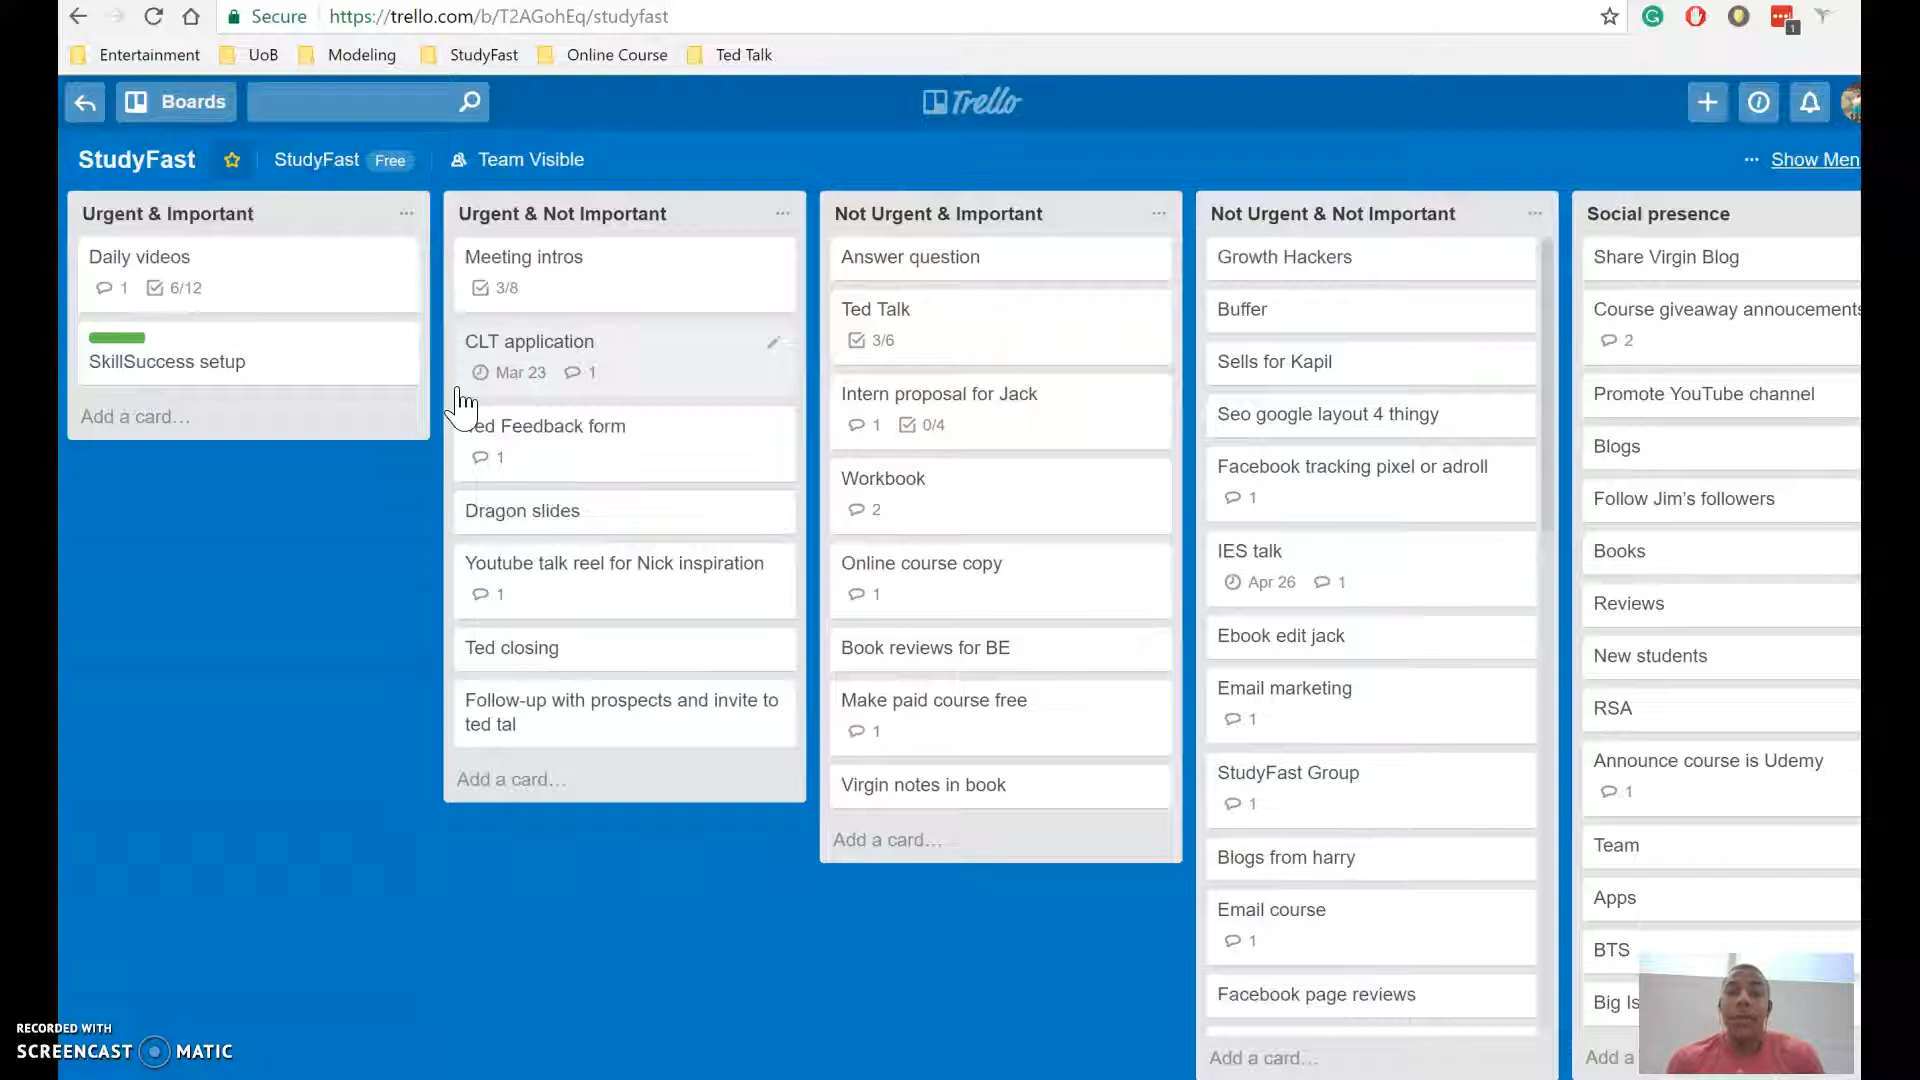 Secure
https://trello.com/b/T2AGohEq/studyfast
1
Entertainment
UoB
Modeling
StudyFast
Online Course
Ted Talk
Boards
Trello
StudyFast
StudyFast
Free
Team Visible
Show Men
Urgent & Important
Daily videos
1
6/12
SkillSuccess setup
Add a card…
Urgent & Not Important
Meeting intros
3/8
CLT application
Mar 23
1
ed Feedback form
1
Dragon slides
Youtube talk reel for Nick inspiration
1
Ted closing
Follow-up with prospects and invite to
ted tal
Add a card…
Not Urgent & Important
Answer question
Ted Talk
3/6
Intern proposal for Jack
1
0/4
Workbook
2
Online course copy
1
Book reviews for BE
Make paid course free
1
Virgin notes in book
Add a card…
Not Urgent & Not Important
Growth Hackers
Buffer
Sells for Kapil
Seo google layout 4 thingy
Facebook tracking pixel or adroll
1
IES talk
Apr 26
1
Ebook edit jack
Email marketing
1
StudyFast Group
1
Blogs from harry
Email course
1
Facebook page reviews
Add a card…
Social presence
Share Virgin Blog
Course giveaway annoucements
2
Promote YouTube channel
Blogs
Follow Jim's followers
Books
Reviews
New students
RSA
Announce course is Udemy
1
Team
Apps
BTS
Big Is
Add a
RECORDED WITH
SCREENCAST MATIC